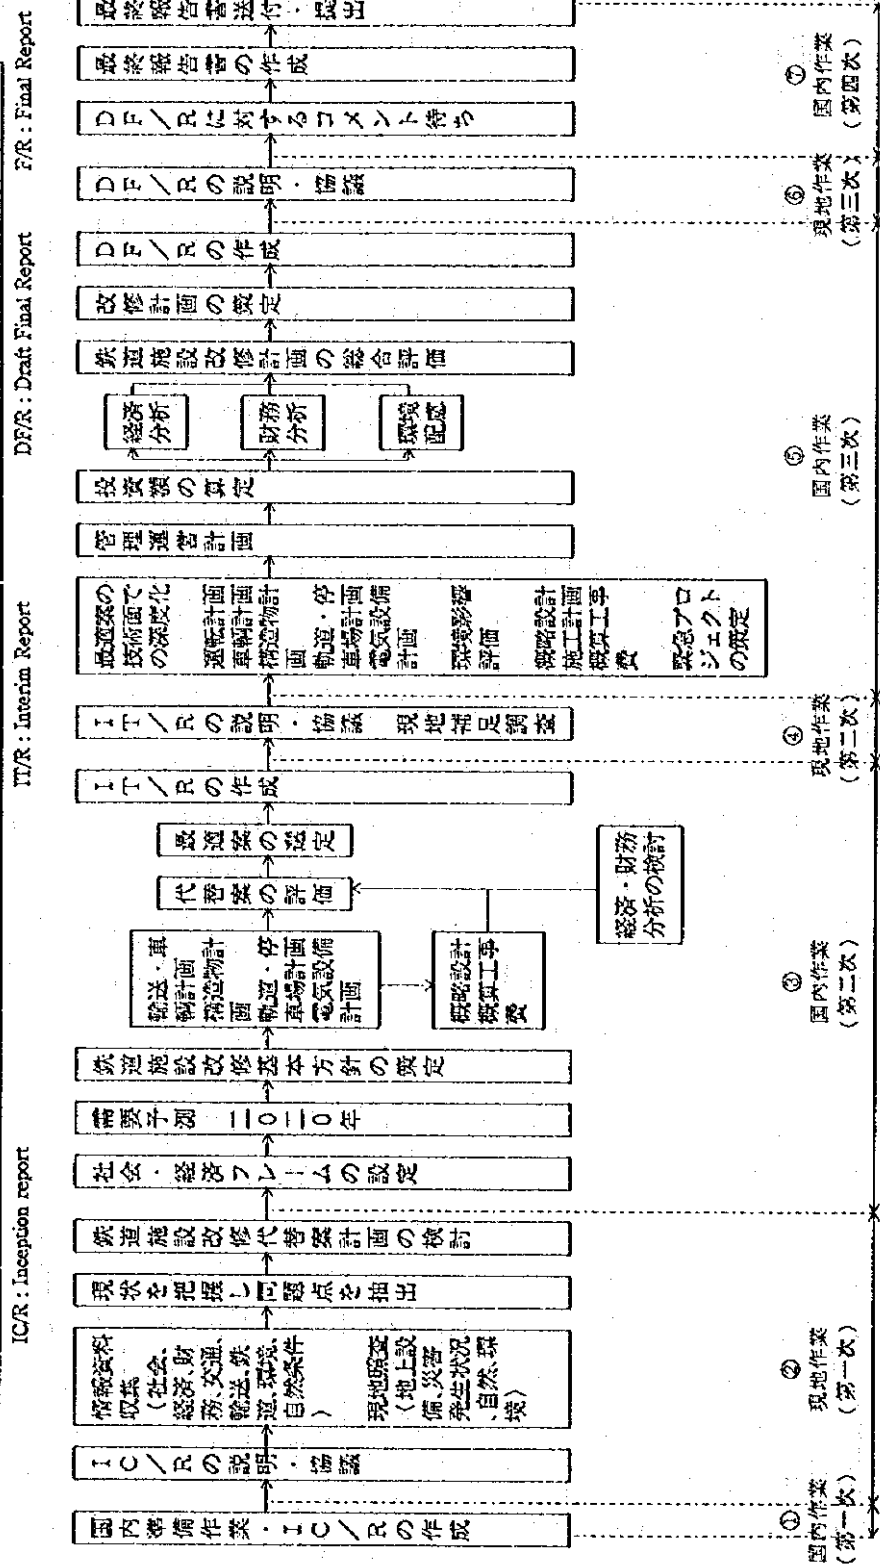 IC/R : Inception report
IT/R : Interim Report
DF/R : Draft Final Report
F/R : Final Report
国内準備作業・IC/Rの作成
IC/Rの説明・協議
情報資料
収集
(社会、
経済、財
務、交通、
輸送、鉄
道、環境、
自然条件
)
現地照査
(地上設
備、災害
発生状況
、自然、環
境)
現状を把握し問題点を抽出
鉄道施設改修代替案計画の検討
社会・経済フレームの設定
需要予測 二〇二〇年
鉄道施設改修基本方針の策定
輸送・車
輌計画
構造物計
画
軌道・停
車場計画
電気設備
計画
概略設計
概算工事
費
経済・財務
分析の検討
代替案の評価
最適案の選定
IT/Rの作成
IT/Rの説明・協議 現地補足調査
最適案の
技術面で
の深度化
運転計画
車輌計画
構造物計
画
軌道・停
車場計画
電気設備
計画
環境影響
評価
概略設計
施工計画
概算工事
費
緊急プロ
ジェクト
の策定
管理運営計画
投資額の算定
経済
分析
財務
分析
環境
配慮
鉄道施設改修計画の総合評価
改修計画の策定
DF/Rの作成
DF/Rの説明・協議
DF/Rに対するコメント待ち
最終報告書の作成
最終報告書送付・提出
①
国内作業
(第一次)
②
現地作業
(第一次)
③
国内作業
(第二次)
④
現地作業
(第二次)
⑤
国内作業
(第三次)
⑥
現地作業
(第三次)
⑦
国内作業
(第四次)